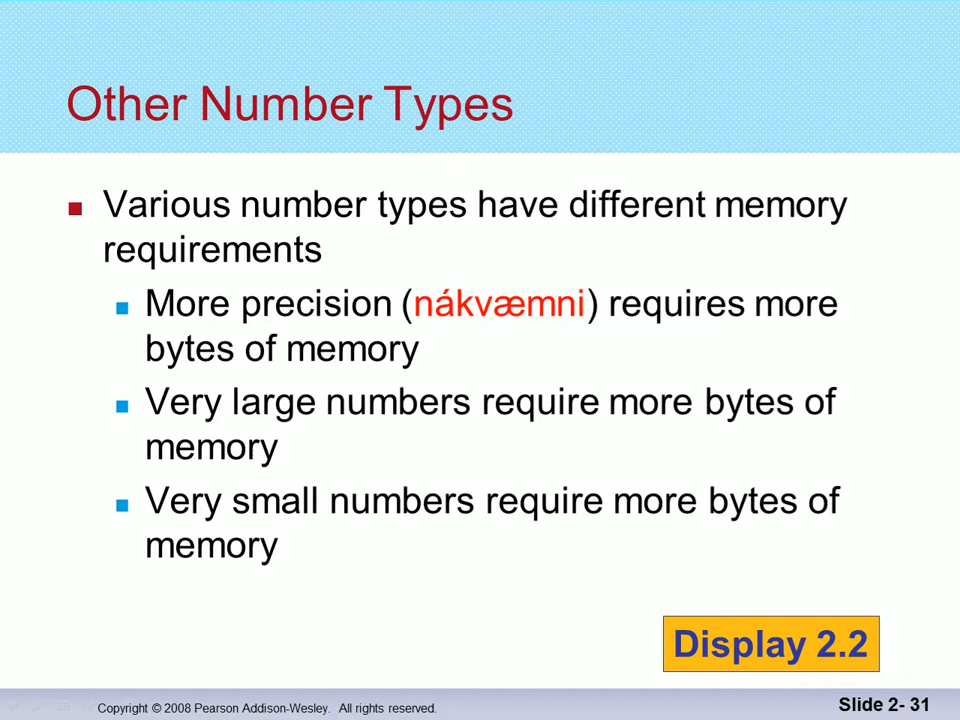 Other Number Types
Various number types have different memory
requirements
More precision (nákvæmni) requires more
bytes of memory
Very large numbers require more bytes of
memory
Very small numbers require more bytes of
memory
Display 2.2
Copyright © 2008 Pearson Addison-Wesley. All rights reserved.
Slide 2- 31